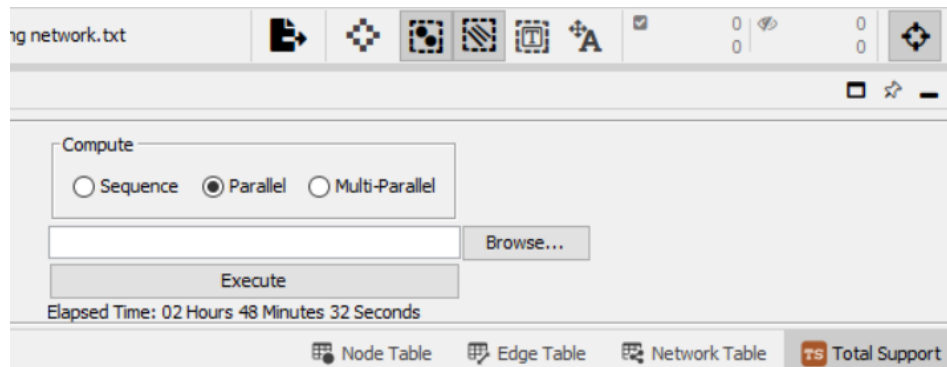 ng network.txt
T
A
0
0
0
0
Compute
Sequence Parallel Multi-Parallel
Browse...
Execute
Elapsed Time: 02 Hours 48 Minutes 32 Seconds
Node Table Edge Table Network Table TS Total Support